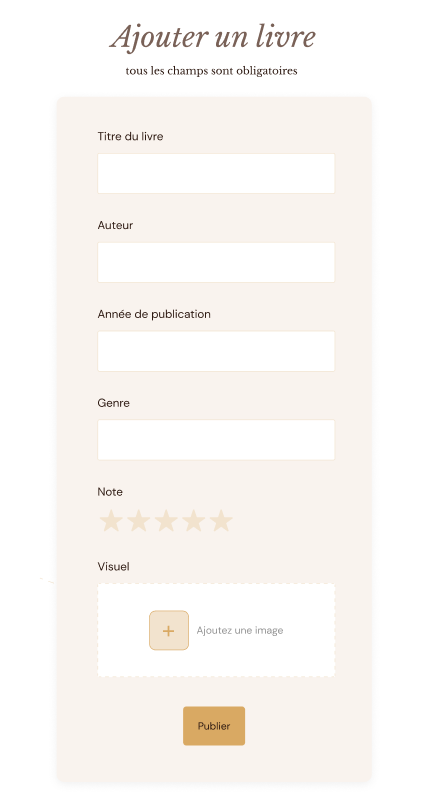 Ajouter un livre
tous les champs sont obligatoires
Titre du livre
Auteur
Année de publication
Genre
Note
Visuel
+ Ajoutez une image
Publier